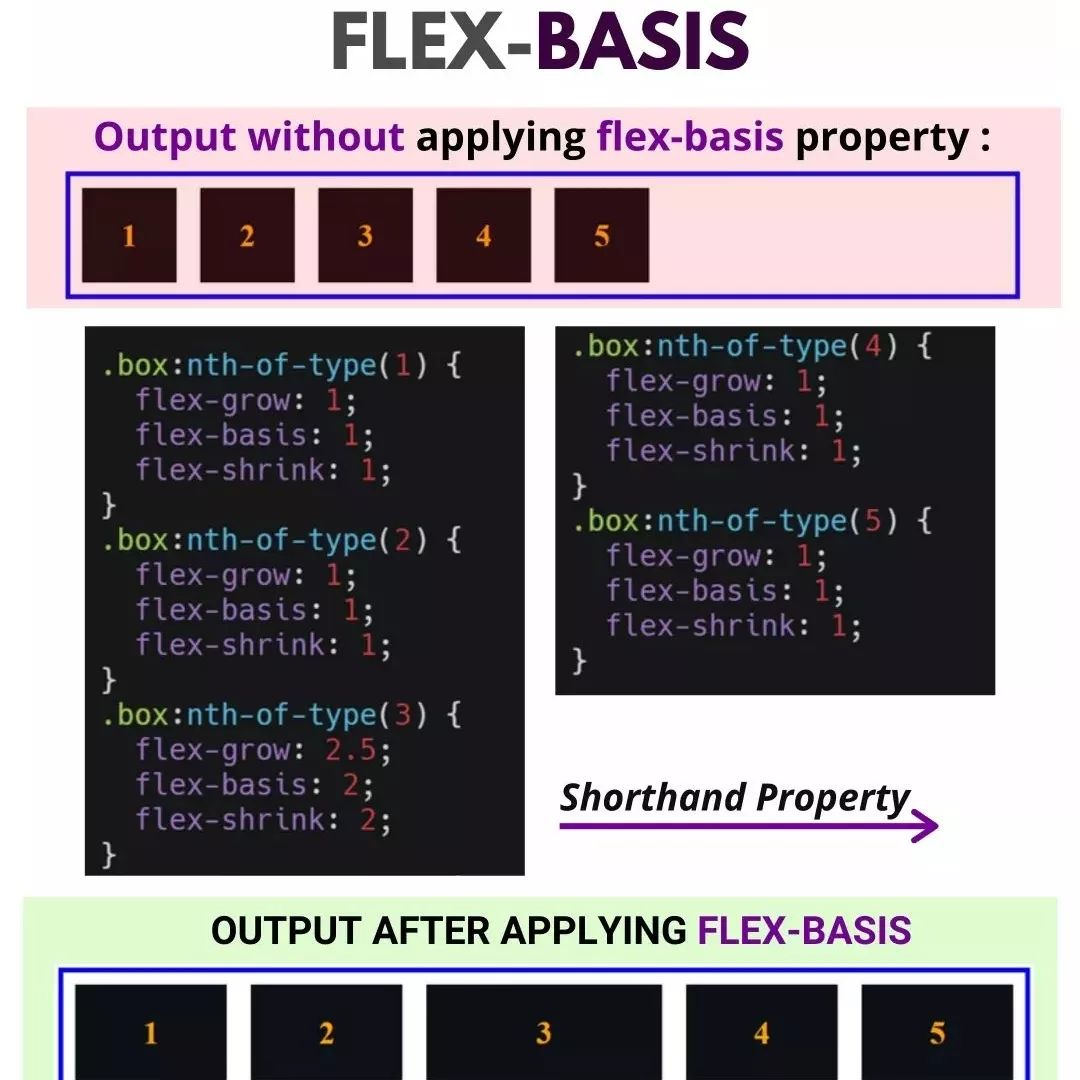 FLEX-BASIS
Output without applying flex-basis property :
1 2 3 4 5
.box:nth-of-type(1) {
flex-grow: 1;
flex-basis: 1;
flex-shrink: 1;
}
.box:nth-of-type(2) {
flex-grow: 1;
flex-basis: 1;
flex-shrink: 1;
}
.box:nth-of-type(3) {
flex-grow: 2.5;
flex-basis: 2;
flex-shrink: 2;
}
.box:nth-of-type(4) {
flex-grow: 1;
flex-basis: 1;
flex-shrink: 1;
}
.box:nth-of-type(5) {
flex-grow: 1;
flex-basis: 1;
flex-shrink: 1;
}
Shorthand Property
OUTPUT AFTER APPLYING FLEX-BASIS
1 2 3 4 5